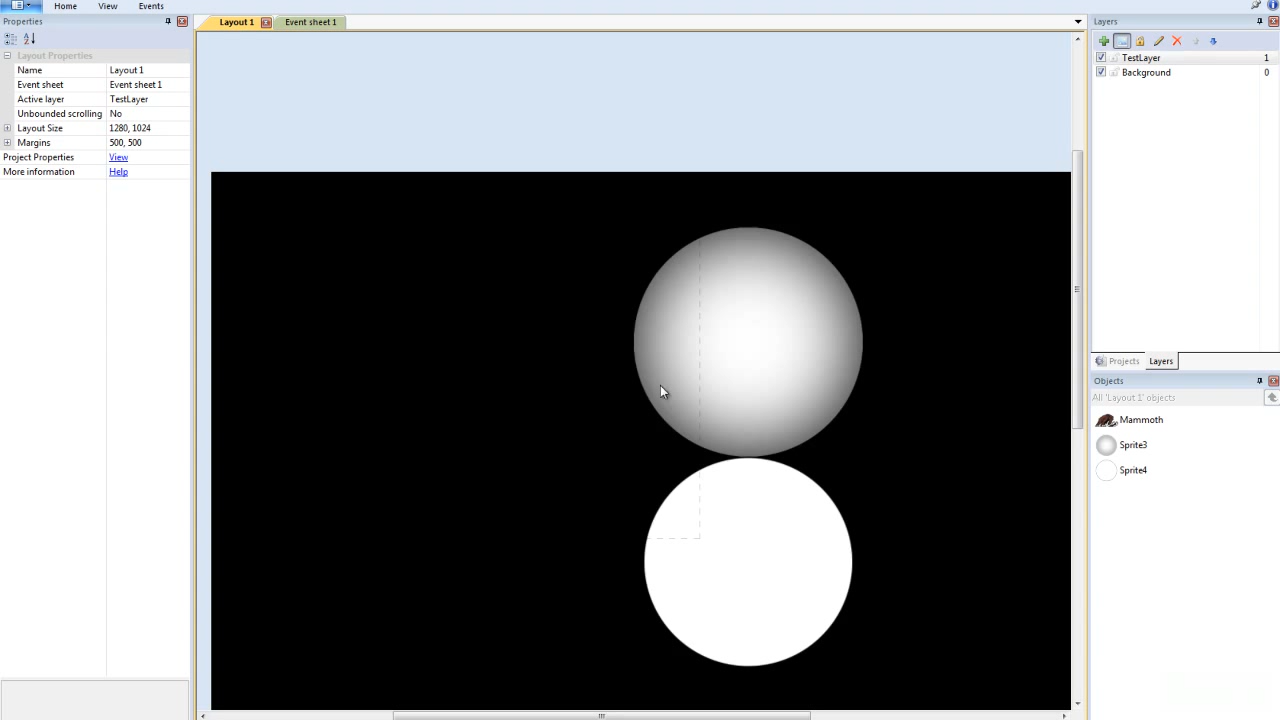 Home View Events
Properties
Layout 1 Event sheet 1
Layers
Layout Properties
Name Layout 1
Event sheet Event sheet 1
Active layer TestLayer
Unbounded scrolling No
Layout Size 1280, 1024
Margins 500, 500
Project Properties View
More information Help
TestLayer 1
Background 0
Projects Layers
Objects
All 'Layout 1' objects
Mammoth
Sprite3
Sprite4